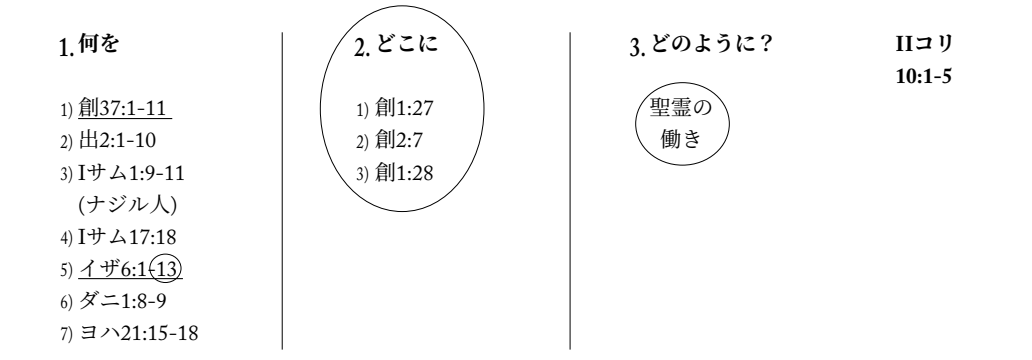 1. 何を
1) 創37:1-11
2) 出2:1-10
3) Iサム1:9-11
(ナジル人)
4) Iサム17:18
5) イザ6:1-13
6) ダニ1:8-9
7) ヨハ21:15-18
2. どこに
1) 創1:27
2) 創2:7
3) 創1:28
3. どのように？
聖霊の
働き
IIコリ
10:1-5